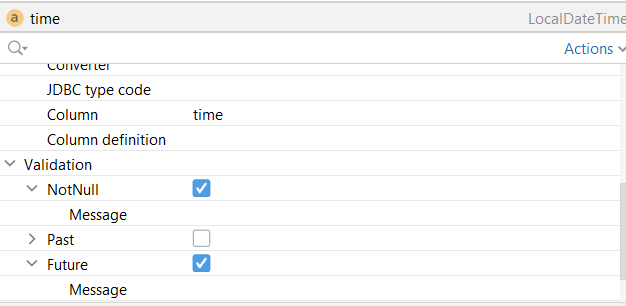 a time LocalDateTime
Actions
Converter
JDBC type code
Column time
Column definition
Validation
NotNull
Message
Past
Future
Message